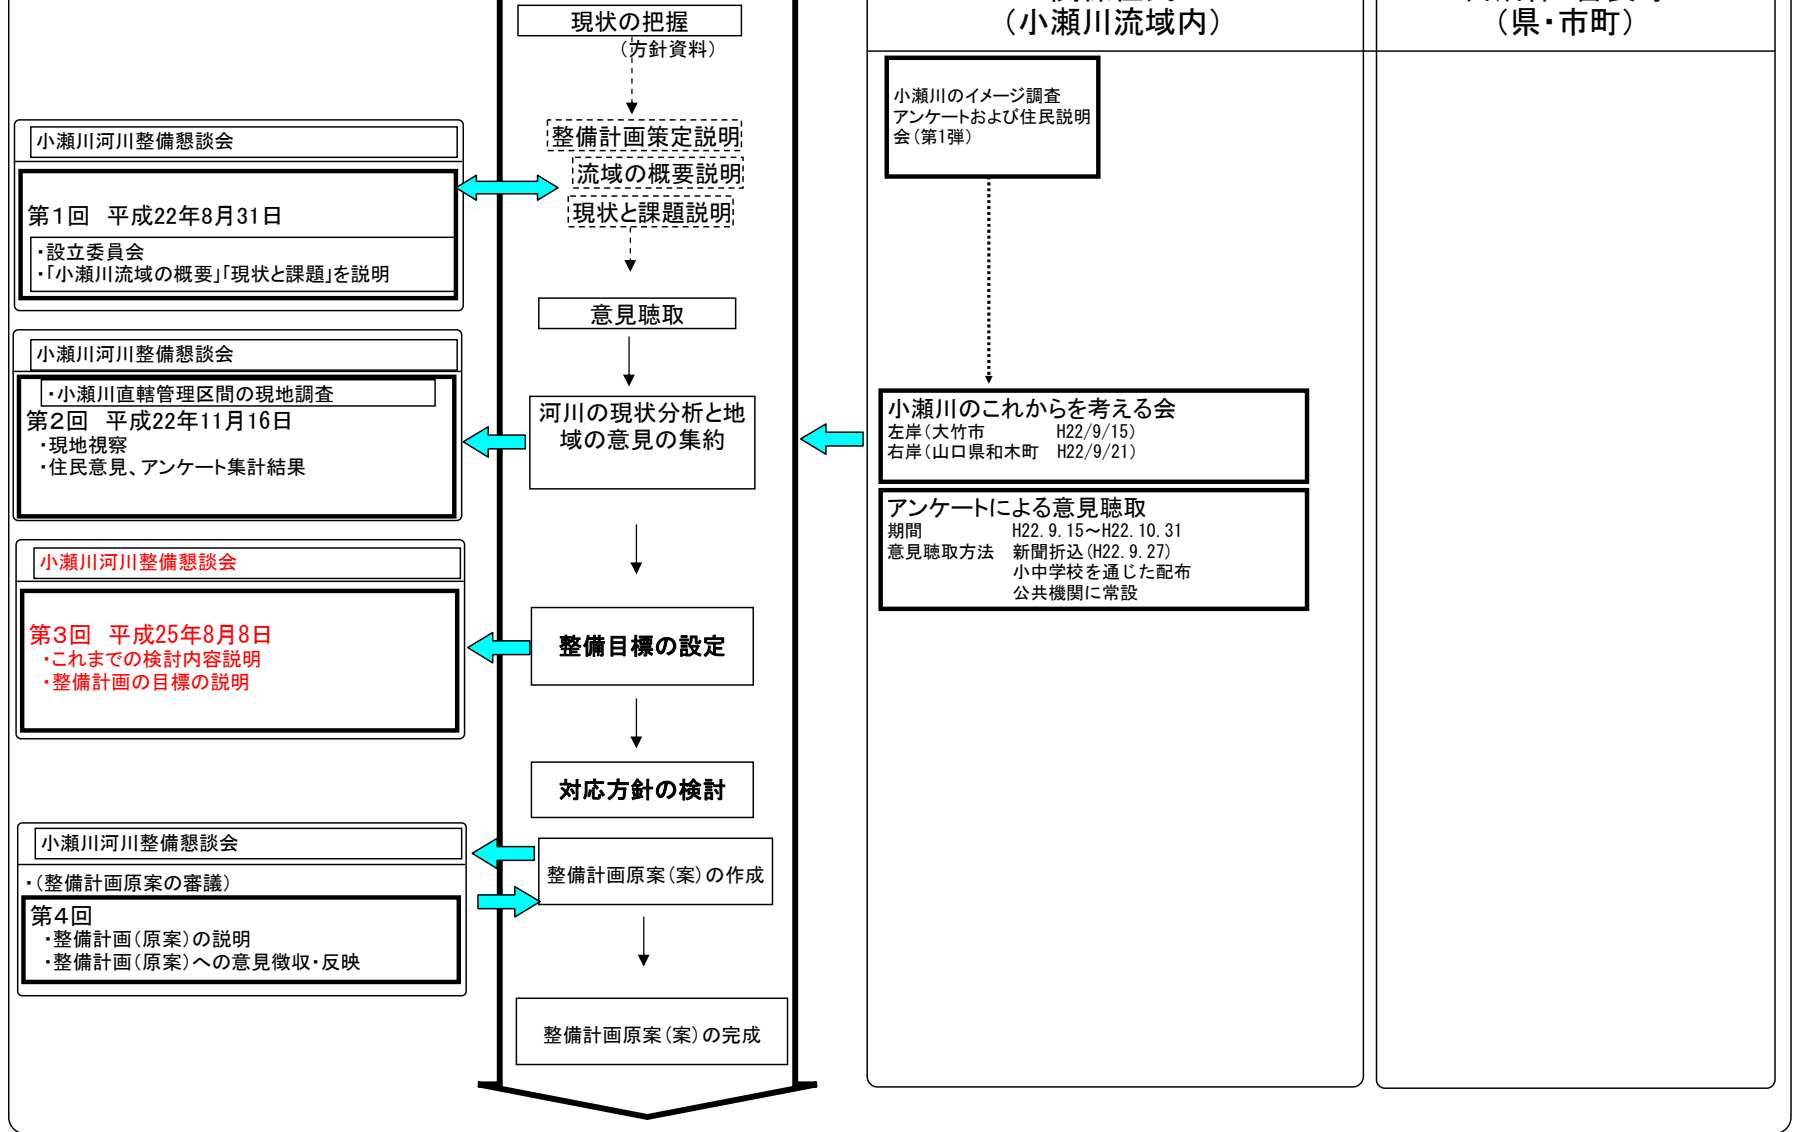 現状の把握
（方針資料）
整備計画策定説明
流域の概要説明
現状と課題説明
意見聴取
河川の現状分析と地
域の意見の集約
整備目標の設定
対応方針の検討
整備計画原案（案）の作成
整備計画原案（案）の完成
小瀬川河川整備懇談会
第１回　平成22年8月31日
・設立委員会
・「小瀬川流域の概要」「現状と課題」を説明
小瀬川河川整備懇談会
・小瀬川直轄管理区間の現地調査
第２回　平成22年11月16日
・現地視察
・住民意見、アンケート集計結果
小瀬川河川整備懇談会
第３回　平成25年8月8日
・これまでの検討内容説明
・整備計画の目標の説明
小瀬川河川整備懇談会
・（整備計画原案の審議）
第４回
・整備計画（原案）の説明
・整備計画（原案）への意見徴収・反映
（小瀬川流域内）
小瀬川のイメージ調査
アンケートおよび住民説明
会（第1弾）
小瀬川のこれからを考える会
左岸（大竹市　H22/9/15）
右岸（山口県和木町　H22/9/21）
アンケートによる意見聴取
期間　H22.9.15～H22.10.31
意見聴取方法　新聞折込（H22.9.27）
小中学校を通じた配布
公共機関に常設
（県・市町）